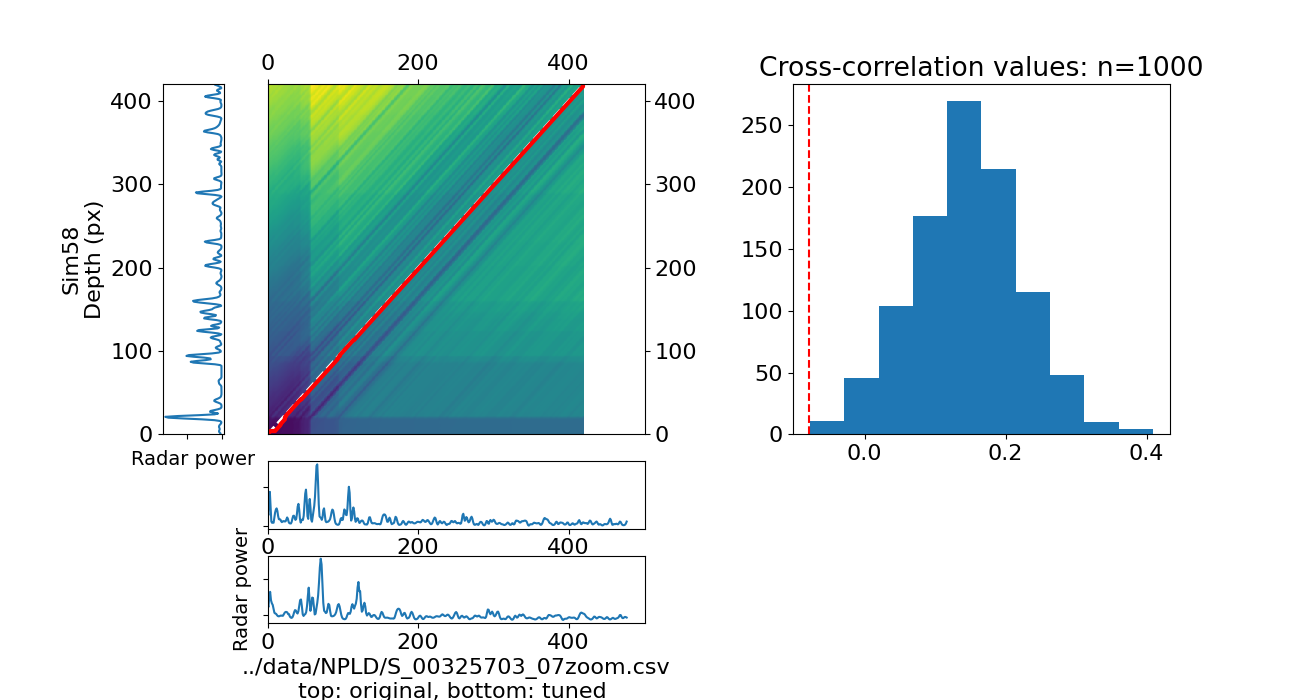 0 200 400
Cross-correlation values: n=1000
400
300
200
100
0
Sim58
Depth (px)
Radar power
400
300
200
100
0
250
200
150
100
50
0
0.0 0.2 0.4
0 200 400
Radar power
0 200 400
../data/NPLD/S_00325703_07zoom.csv
top: original, bottom: tuned